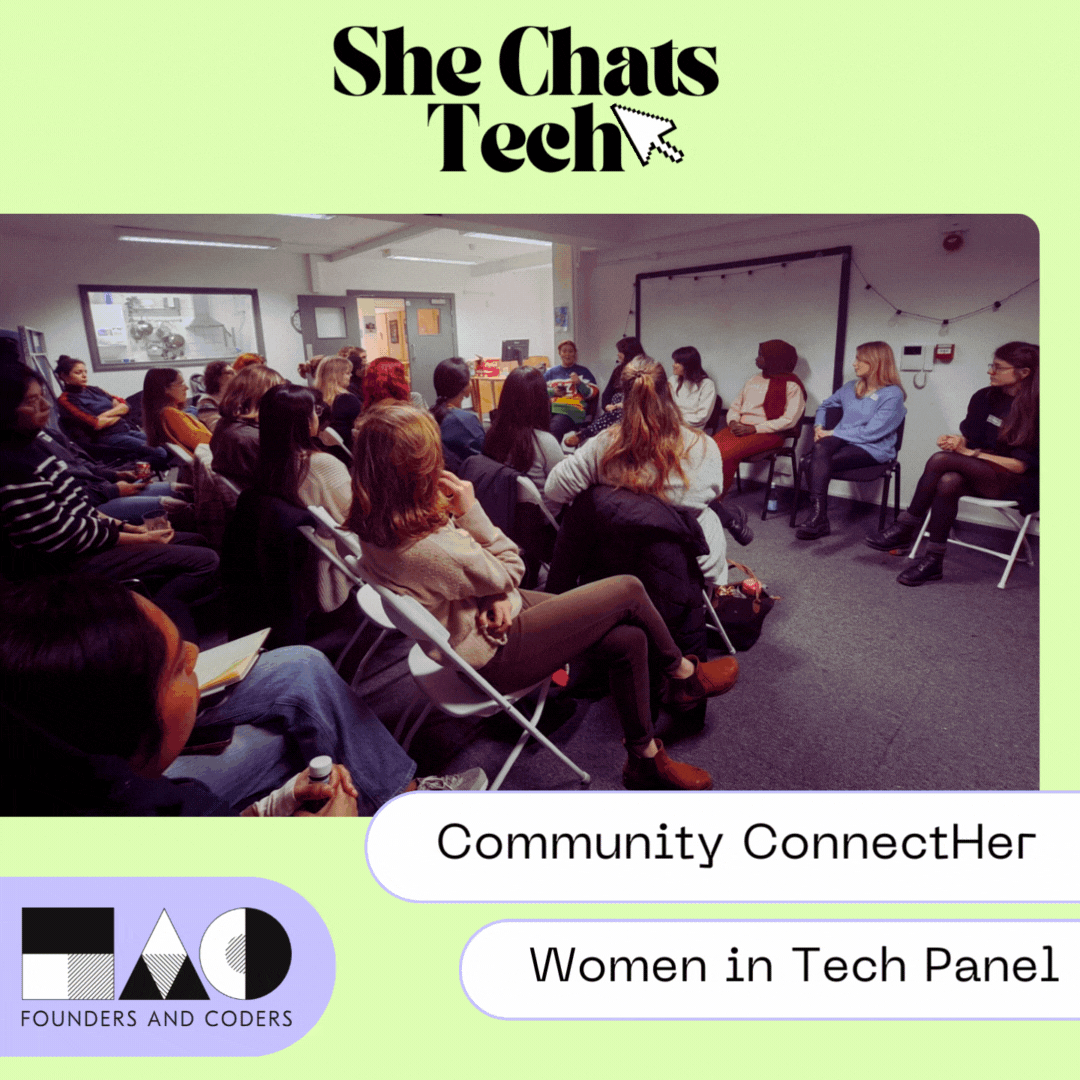 She Chats
Tech
Community ConnectHer
Women in Tech Panel
FOUNDERS AND CODERS